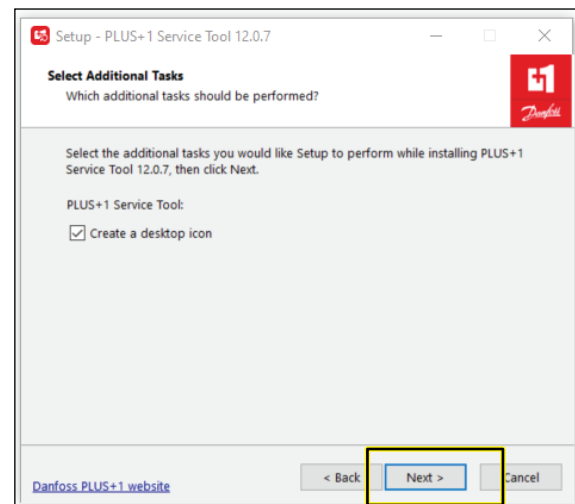 Setup - PLUS+1 Service Tool 12.0.7
Select Additional Tasks
Which additional tasks should be performed?
Danfoss
Select the additional tasks you would like Setup to perform while installing PLUS+1
Service Tool 12.0.7, then click Next.
PLUS+1 Service Tool:
Create a desktop icon
Danfoss PLUS+1 website
< Back
Next >
Cancel